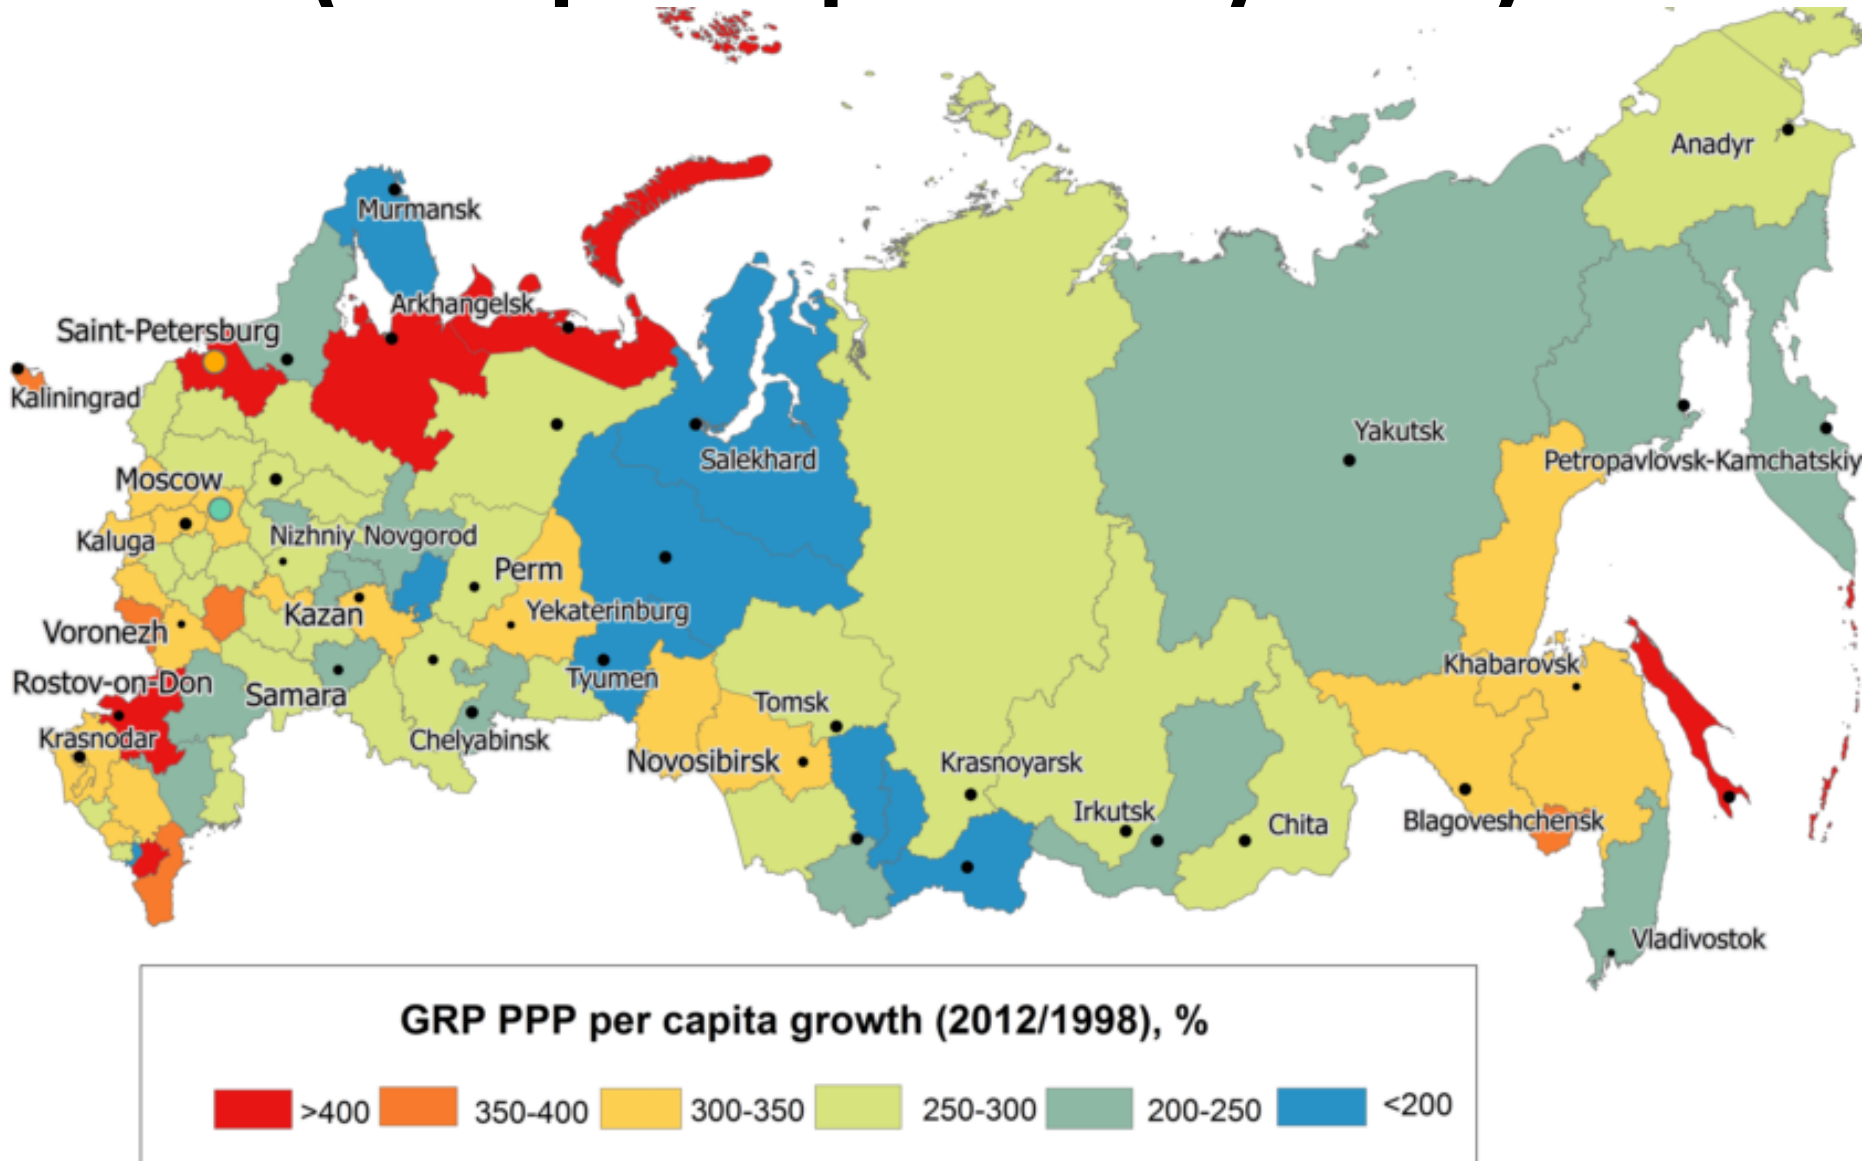 Anadyr
Murmansk
Arkhangelsk
Saint-Petersburg
Kaliningrad
Yakutsk
Petropavlovsk-Kamchatskiy
Salekhard
Moscow
Kaluga
Nizhniy Novgorod
Perm
Kazan
Yekaterinburg
Voronezh
Khabarovsk
Rostov-on-Don
Samara
Tyumen
Tomsk
Krasnodar
Chelyabinsk
Novosibirsk
Krasnoyarsk
Irkutsk
Chita
Blagoveshchensk
Vladivostok
GRP PPP per capita growth (2012/1998), %
>400 350-400 300-350 250-300 200-250 <200